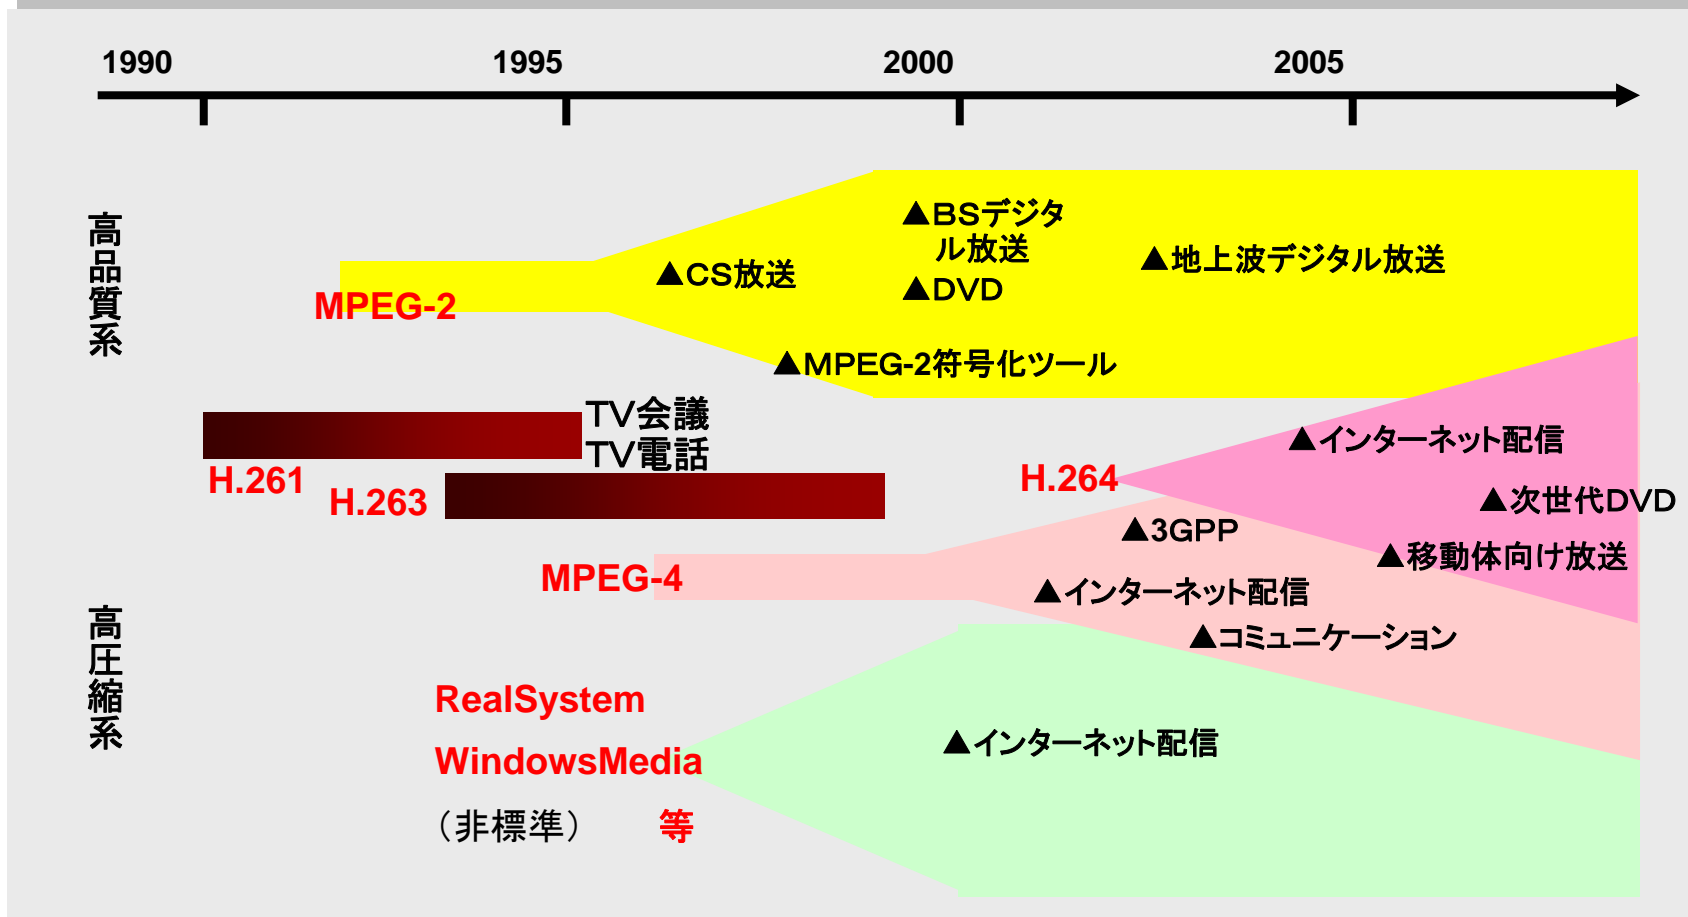 1990 1995 2000 2005
高品質系
▲BSデジタ
ル放送
▲CS放送
▲DVD
▲地上波デジタル放送
MPEG-2
▲MPEG-2符号化ツール
TV会議
TV電話
H.261
H.263
H.264
▲インターネット配信
▲次世代DVD
▲3GPP
▲移動体向け放送
MPEG-4
▲インターネット配信
▲コミュニケーション
高圧縮系
RealSystem
WindowsMedia
（非標準） 等
▲インターネット配信